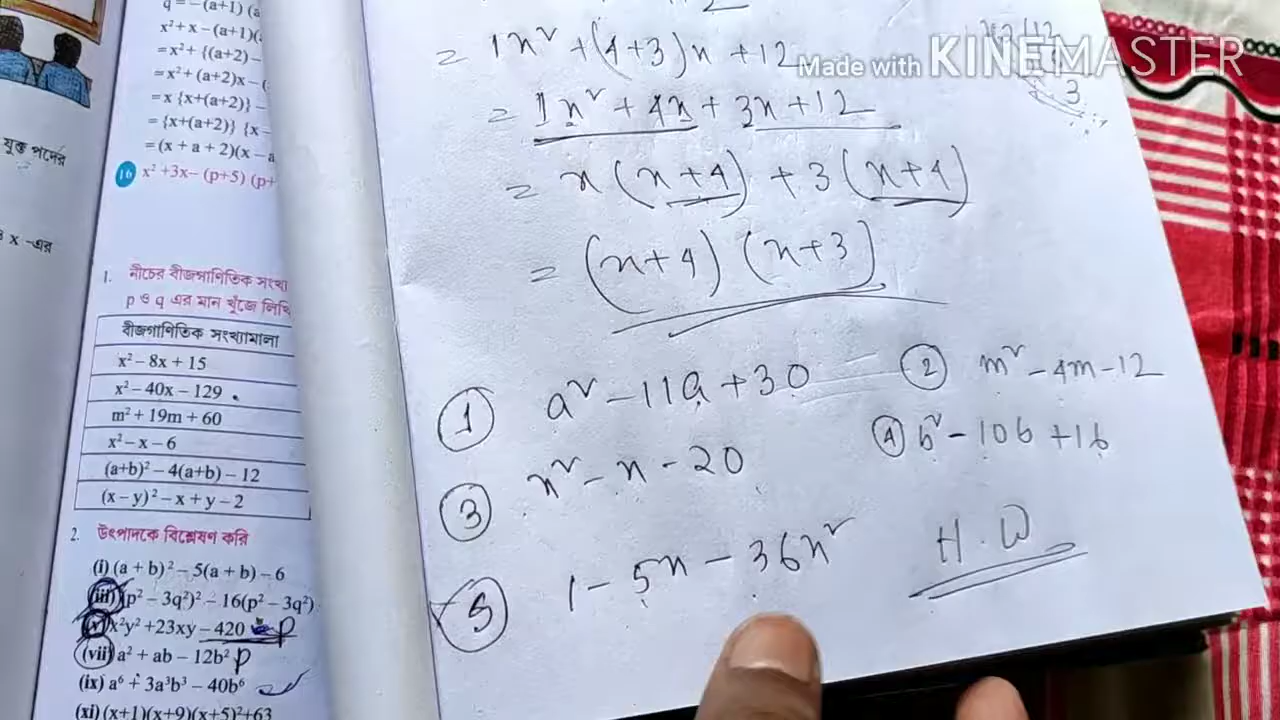 q = −(a+1) (a
x² + x − (a+1)(
= x² + {(a+2) −
= x² + (a+2)x − (
= x {x+(a+2)} −
= {x+(a+2)} {x −
= (x + a + 2)(x − a
16 x² +3x − (p+5) (p+
যুক্ত পদের
x -এর
1. নীচের বীজগাণিতিক সংখ্যা
p ও q এর মান খুঁজে লিখি
বীজগাণিতিক সংখ্যামালা
x² − 8x + 15
x² − 40x − 129
m² + 19m + 60
x² − x − 6
(a+b)² − 4(a+b) − 12
(x − y)² − x + y − 2
2. উৎপাদকে বিশ্লেষণ করি
(i) (a + b)² − 5(a + b) − 6
(iii) (p² − 3q²)² − 16(p² − 3q²)
(v) x²y² + 23xy − 420 p
(vii) a² + ab − 12b² p
(ix) a⁶ + 3a³b³ − 40b⁶
(xi) (x+1)(x+9)(x+5)²+63
= 1x² + (4+3)x + 12
= 1x² + 4x + 3x + 12
= x (x+4) + 3 (x+4)
= (x+4) (x+3)
① a² − 11a + 30
② m² − 4m − 12
③ x² − x − 20
④ b² − 10b + 16
⑤ 1 − 5x − 36x²
H.W
Made with KINEMASTER